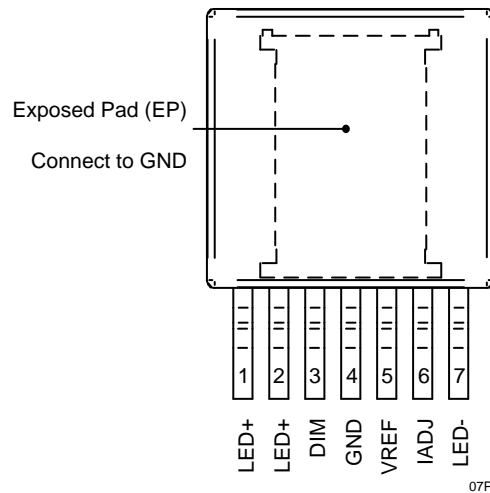 Exposed Pad (EP)
Connect to GND
1 2 3 4 5 6 7
LED+ LED+ DIM GND VREF IADJ LED-